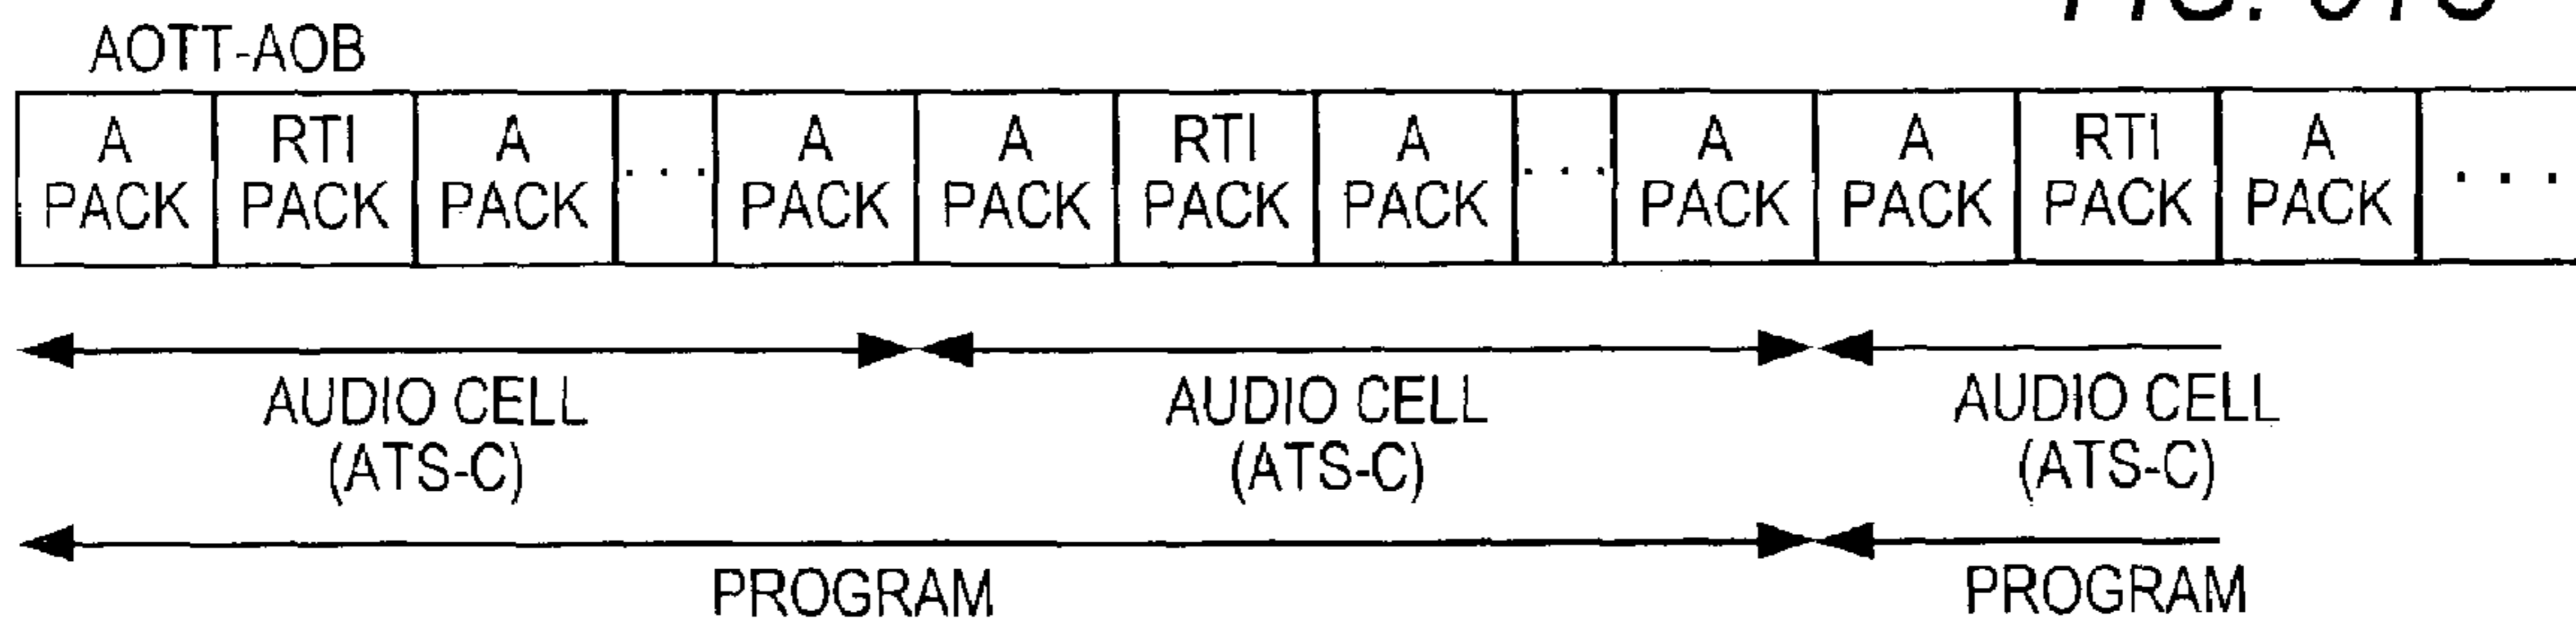 AOTT-AOB
A PACK RTI PACK A PACK ... A PACK A PACK RTI PACK A PACK ... A PACK A PACK RTI PACK A PACK ...
AUDIO CELL (ATS-C) AUDIO CELL (ATS-C) AUDIO CELL (ATS-C)
PROGRAM PROGRAM